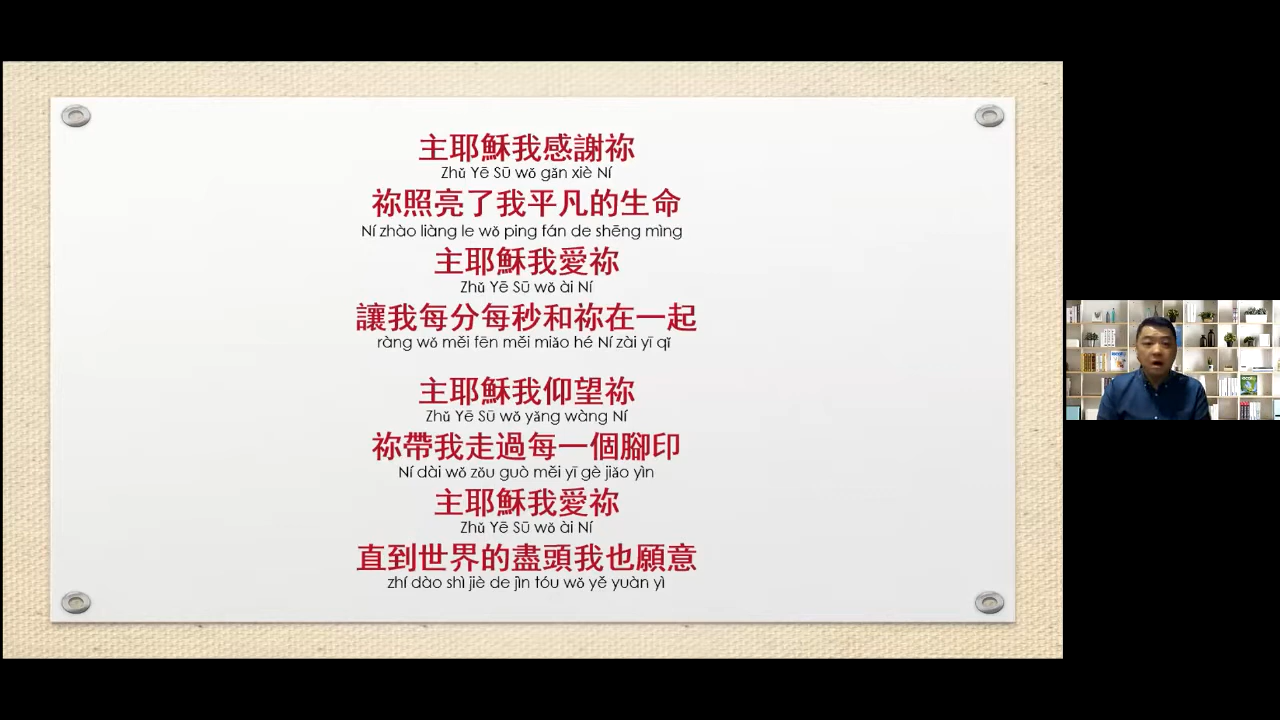 主耶穌我感謝祢
Zhǔ Yē Sū wǒ gǎn xiè Ní
祢照亮了我平凡的生命
Ní zhào liàng le wǒ ping fán de shēng mìng
主耶穌我愛祢
Zhǔ Yē Sū wǒ ài Ní
讓我每分每秒和祢在一起
ràng wǒ měi fēn měi miǎo hé Ní zài yī qǐ
主耶穌我仰望祢
Zhǔ Yē Sū wǒ yǎng wàng Ní
祢帶我走過每一個腳印
Ní dài wǒ zǒu guò měi yī gè jiǎo yìn
主耶穌我愛祢
Zhǔ Yē Sū wǒ ài Ní
直到世界的盡頭我也願意
zhí dào shì jiè de jìn tóu wǒ yě yuàn yì